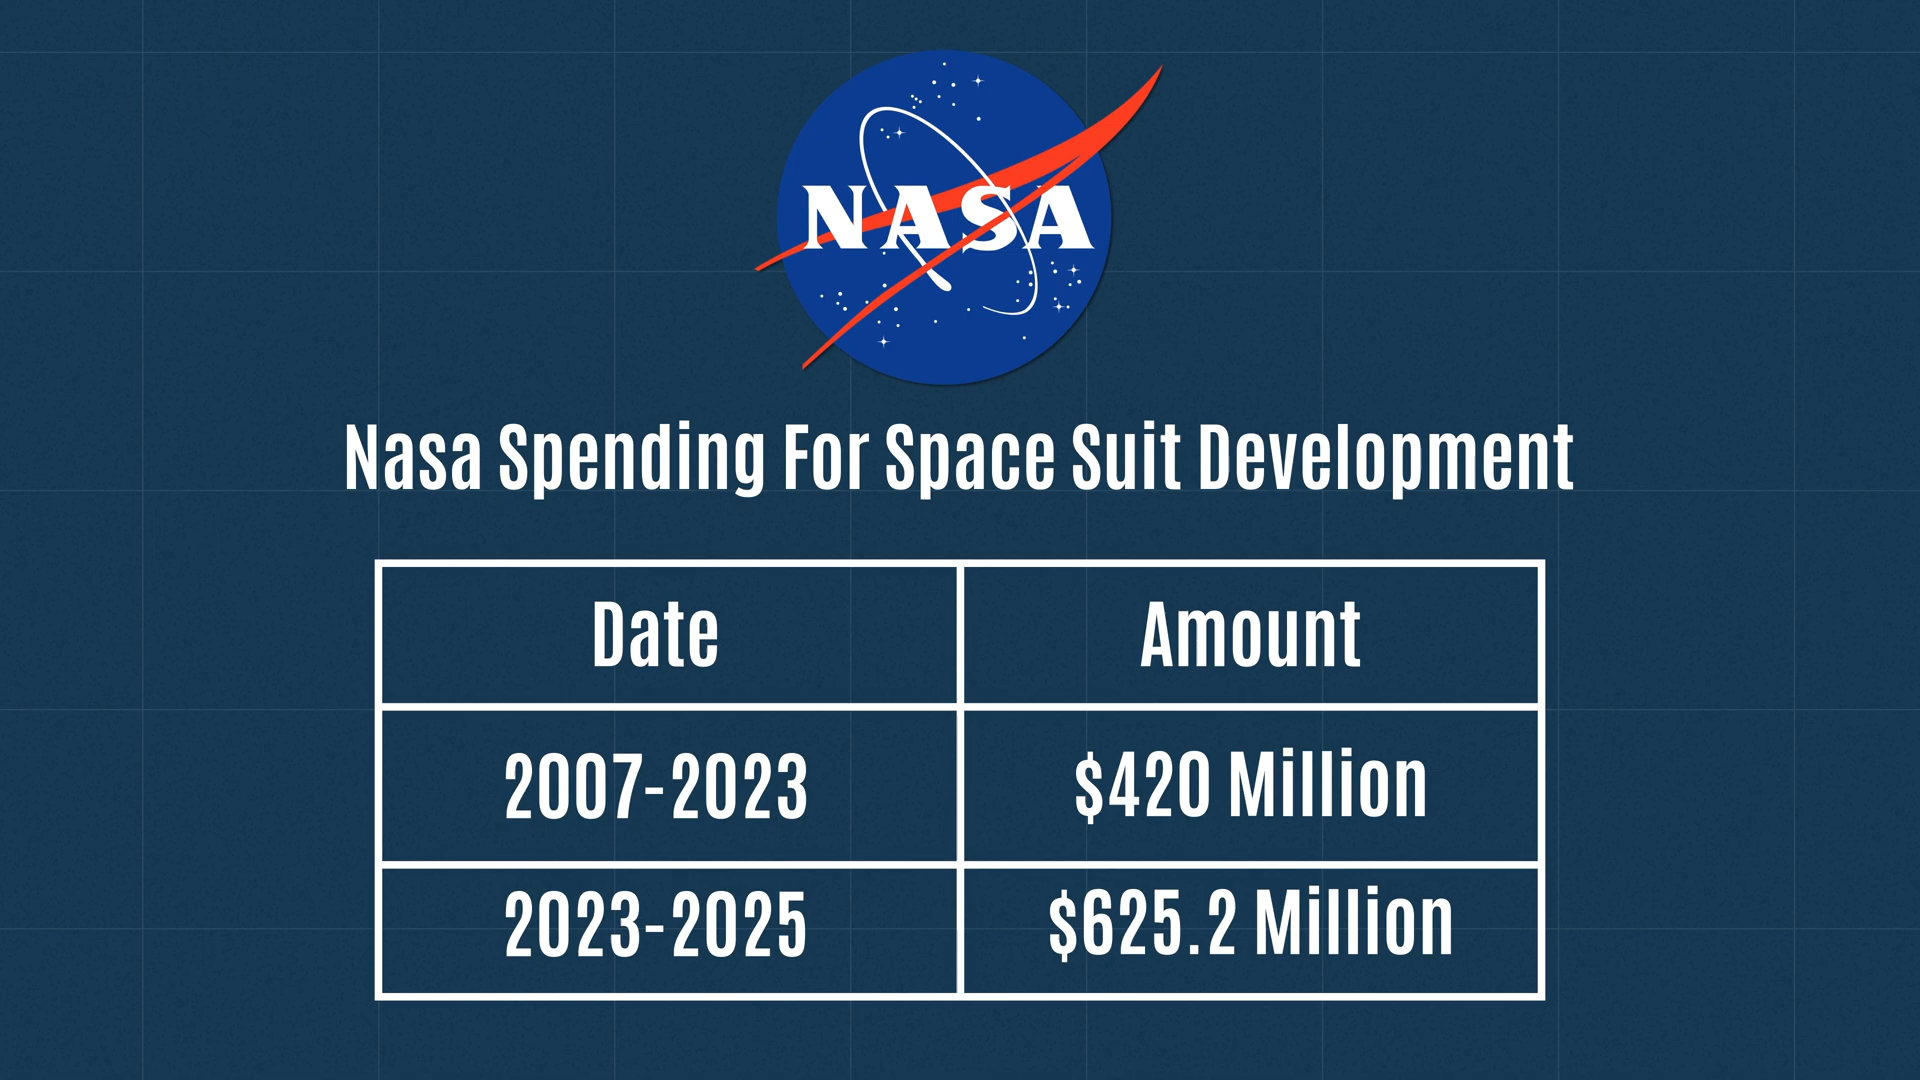 NASA
Nasa Spending For Space Suit Development
Date Amount
2007-2023 $420 Million
2023-2025 $625.2 Million